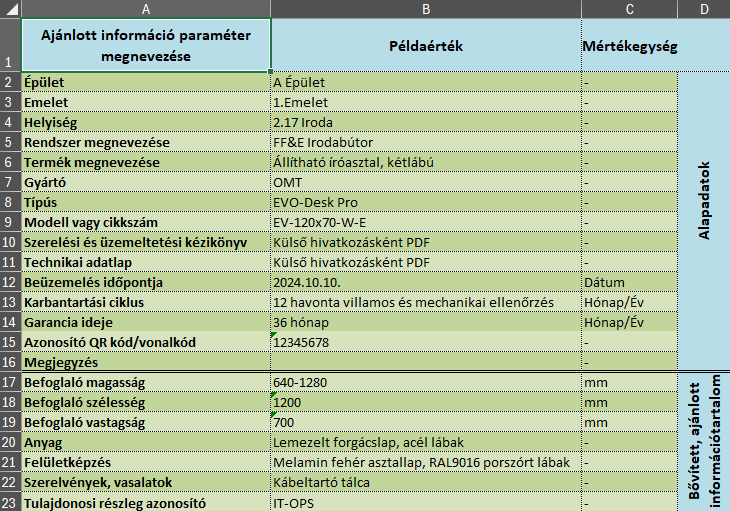 A B C D
1 Ajánlott információ paraméter megnevezése Példaérték Mértékegység
2 Épület A Épület -
3 Emelet 1.Emelet -
4 Helyiség 2.17 Iroda -
5 Rendszer megnevezése FF&E Irodabútor -
6 Termék megnevezése Állítható íróasztal, kétlábú -
7 Gyártó OMT -
8 Típús EVO-Desk Pro -
9 Modell vagy cikkszám EV-120x70-W-E -
10 Szerelési és üzemeltetési kézikönyv Külső hivatkozásként PDF -
11 Technikai adatlap Külső hivatkozásként PDF -
12 Beüzemelés időpontja 2024.10.10. Dátum
13 Karbantartási ciklus 12 havonta villamos és mechanikai ellenőrzés Hónap/Év
14 Garancia ideje 36 hónap Hónap/Év
15 Azonosító QR kód/vonalkód 12345678 -
16 Megjegyzés -
Alapadatok
17 Befoglaló magasság 640-1280 mm
18 Befoglaló szélesség 1200 mm
19 Befoglaló vastagság 700 mm
20 Anyag Lemezelt forgácslap, acél lábak -
21 Felületképzés Melamin fehér asztallap, RAL9016 porszórt lábak -
22 Szerelvények, vasalatok Kábeltartó tálca -
23 Tulajdonosi részleg azonosító IT-OPS -
Bővített, ajánlott
információtartalom